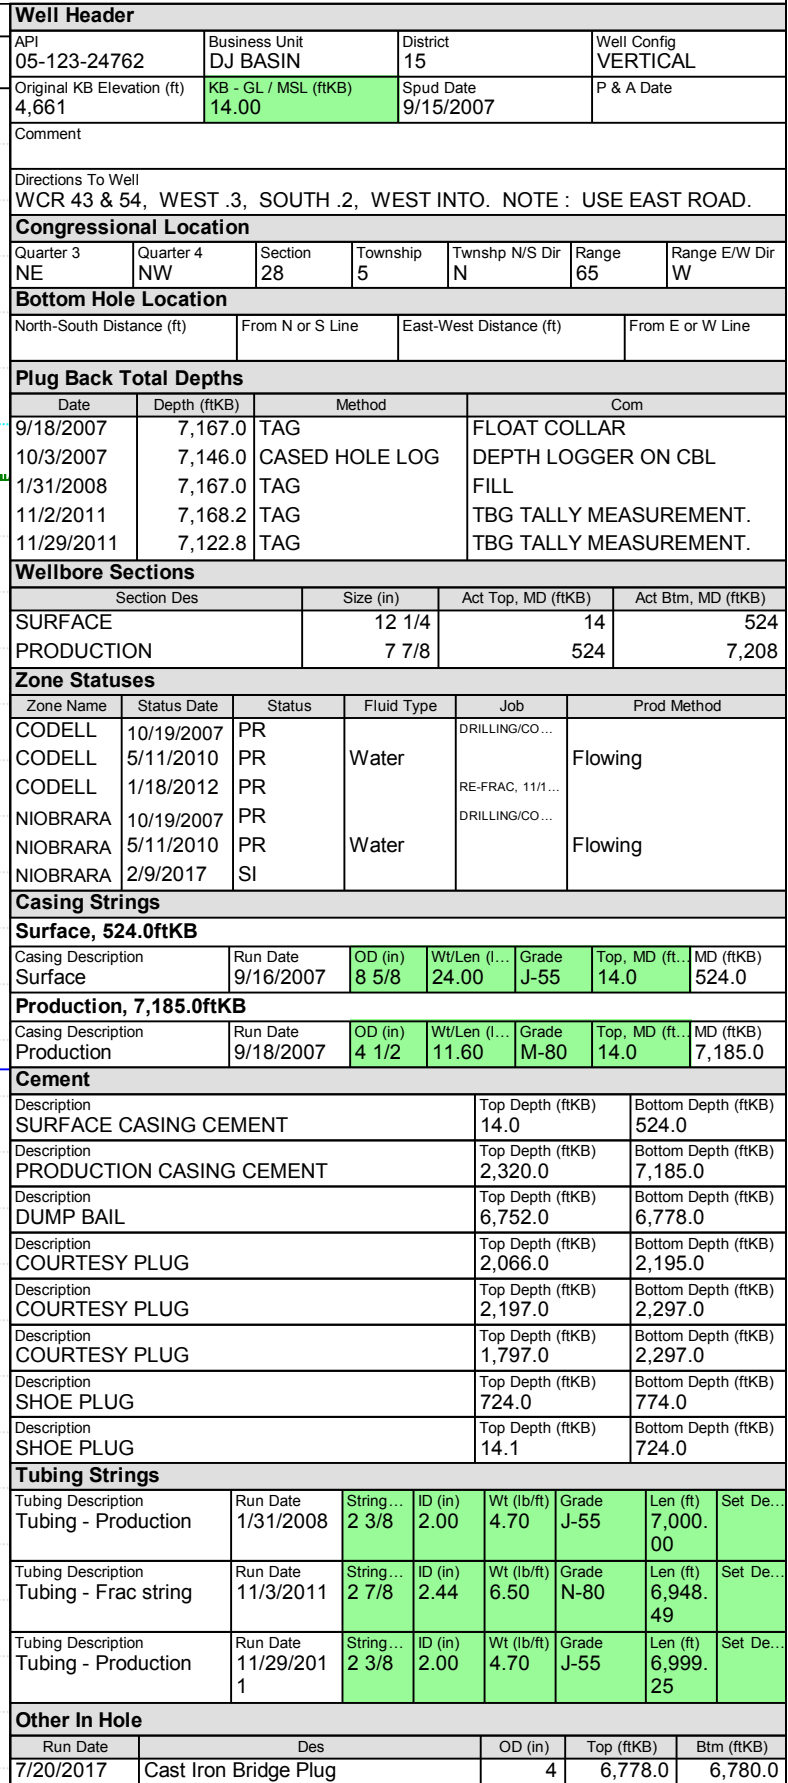 Well Header
API Business Unit District Well Config
05-123-24762 DJ BASIN 15 VERTICAL
Original KB Elevation (ft) KB - GL / MSL (ftKB) Spud Date P & A Date
4,661 14.00 9/15/2007
Comment
Directions To Well
WCR 43 & 54, WEST .3, SOUTH .2, WEST INTO. NOTE : USE EAST ROAD.
Congressional Location
Quarter 3 Quarter 4 Section Township Twnshp N/S Dir Range Range E/W Dir
NE NW 28 5 N 65 W
Bottom Hole Location
North-South Distance (ft) From N or S Line East-West Distance (ft) From E or W Line
Plug Back Total Depths
Date Depth (ftKB) Method Com
9/18/2007 7,167.0 TAG FLOAT COLLAR
10/3/2007 7,146.0 CASED HOLE LOG DEPTH LOGGER ON CBL
1/31/2008 7,167.0 TAG FILL
11/2/2011 7,168.2 TAG TBG TALLY MEASUREMENT.
11/29/2011 7,122.8 TAG TBG TALLY MEASUREMENT.
Wellbore Sections
Section Des Size (in) Act Top, MD (ftKB) Act Btm, MD (ftKB)
SURFACE 12 1/4 14 524
PRODUCTION 7 7/8 524 7,208
Zone Statuses
Zone Name Status Date Status Fluid Type Job Prod Method
CODELL 10/19/2007 PR DRILLING/CO...
CODELL 5/11/2010 PR Water Flowing
CODELL 1/18/2012 PR RE-FRAC, 11/1...
NIOBRARA 10/19/2007 PR DRILLING/CO...
NIOBRARA 5/11/2010 PR Water Flowing
NIOBRARA 2/9/2017 SI
Casing Strings
Surface, 524.0ftKB
Casing Description Run Date OD (in) Wt/Len (l... Grade Top, MD (ft... MD (ftKB)
Surface 9/16/2007 8 5/8 24.00 J-55 14.0 524.0
Production, 7,185.0ftKB
Casing Description Run Date OD (in) Wt/Len (l... Grade Top, MD (ft... MD (ftKB)
Production 9/18/2007 4 1/2 11.60 M-80 14.0 7,185.0
Cement
Description Top Depth (ftKB) Bottom Depth (ftKB)
SURFACE CASING CEMENT 14.0 524.0
Description Top Depth (ftKB) Bottom Depth (ftKB)
PRODUCTION CASING CEMENT 2,320.0 7,185.0
Description Top Depth (ftKB) Bottom Depth (ftKB)
DUMP BAIL 6,752.0 6,778.0
Description Top Depth (ftKB) Bottom Depth (ftKB)
COURTESY PLUG 2,066.0 2,195.0
Description Top Depth (ftKB) Bottom Depth (ftKB)
COURTESY PLUG 2,197.0 2,297.0
Description Top Depth (ftKB) Bottom Depth (ftKB)
COURTESY PLUG 1,797.0 2,297.0
Description Top Depth (ftKB) Bottom Depth (ftKB)
SHOE PLUG 724.0 774.0
Description Top Depth (ftKB) Bottom Depth (ftKB)
SHOE PLUG 14.1 724.0
Tubing Strings
Tubing Description Run Date String... ID (in) Wt (lb/ft) Grade Len (ft) Set De...
Tubing - Production 1/31/2008 2 3/8 2.00 4.70 J-55 7,000.
00
Tubing Description Run Date String... ID (in) Wt (lb/ft) Grade Len (ft) Set De...
Tubing - Frac string 11/3/2011 2 7/8 2.44 6.50 N-80 6,948.
49
Tubing Description Run Date String... ID (in) Wt (lb/ft) Grade Len (ft) Set De...
Tubing - Production 11/29/201 2 3/8 2.00 4.70 J-55 6,999.
1 25
Other In Hole
Run Date Des OD (in) Top (ftKB) Btm (ftKB)
7/20/2017 Cast Iron Bridge Plug 4 6,778.0 6,780.0